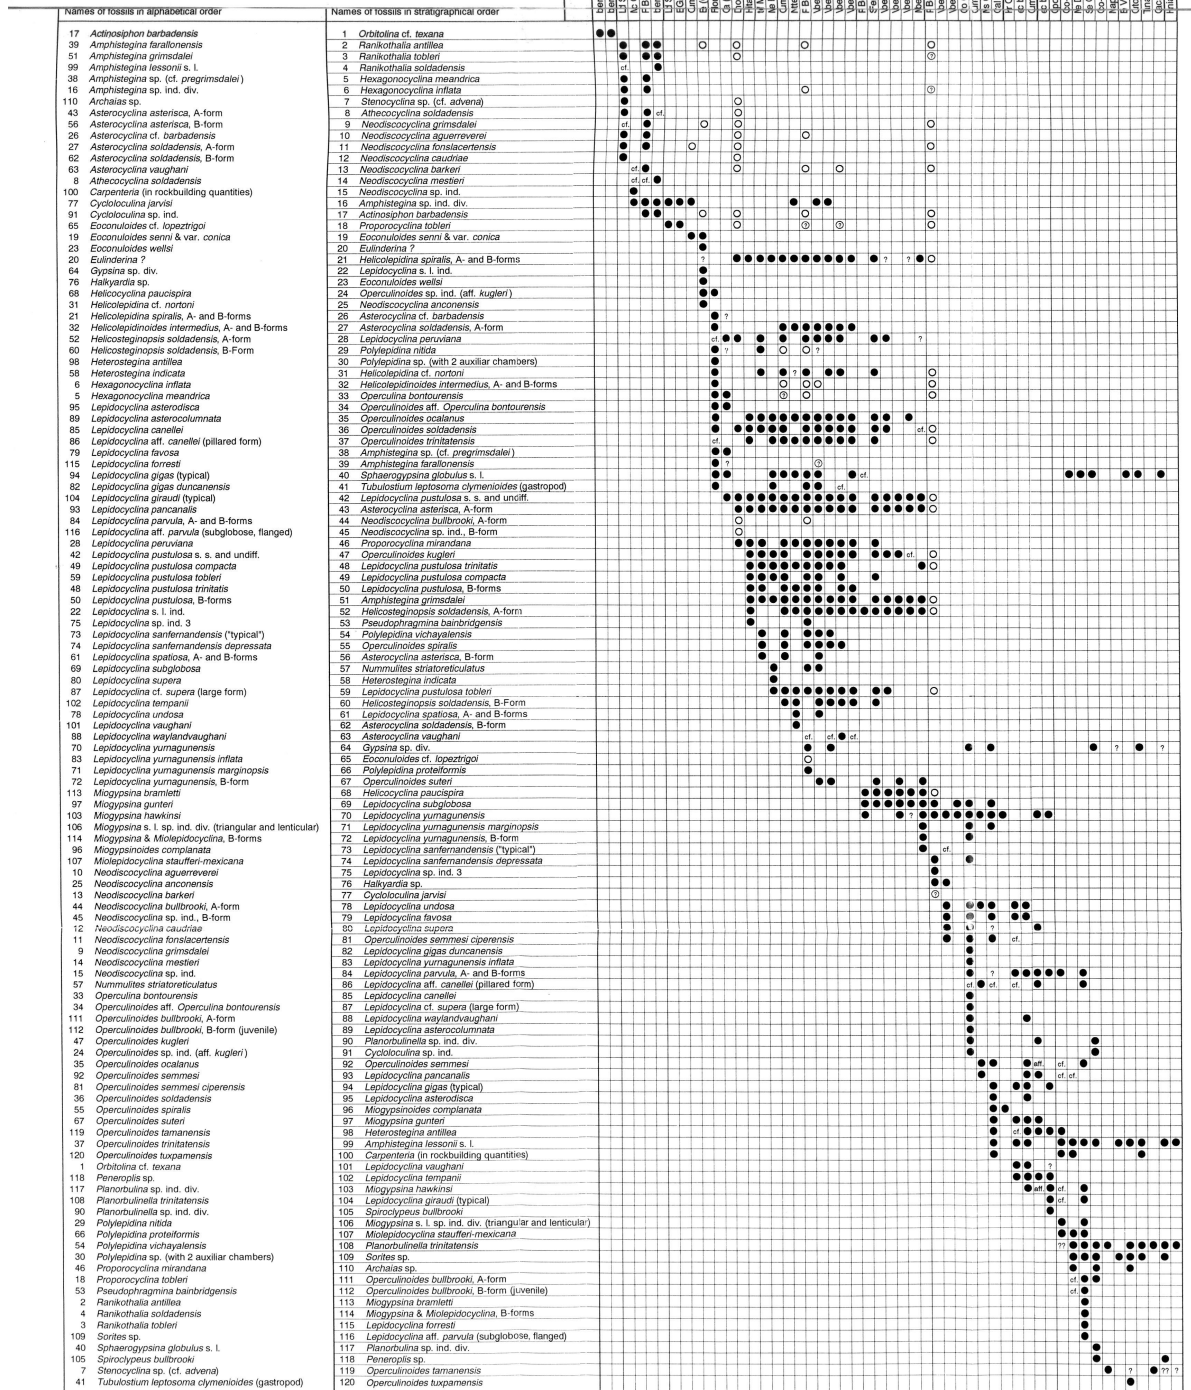 Names of fossils in alphabetical order
17 Actinosiphon barbadensis
39 Amphistegina farallonensis
51 Amphistegina grimsdalei
99 Amphistegina lessonii s. l.
38 Amphistegina sp. (cf. pregrimsdalei)
16 Amphistegina sp. ind. div.
110 Archaias sp.
43 Asterocyclina asterisca, A-form
56 Asterocyclina asterisca, B-form
26 Asterocyclina cf. barbadensis
27 Asterocyclina soldadensis, A-form
62 Asterocyclina soldadensis, B-form
63 Asterocyclina vaughani
8 Athecocyclina soldadensis
100 Carpenteria (in rockbuilding quantities)
77 Cycloloculina jarvisi
91 Cycloloculina sp. ind.
65 Eoconuloides cf. lopeztrigoi
19 Eoconuloides senni & var. conica
23 Eoconuloides wellsi
20 Eulinderina ?
64 Gypsina sp. div.
76 Halkyardia sp.
68 Helicocyclina paucispira
31 Helicolepidina cf. nortoni
21 Helicolepidina spiralis, A- and B-forms
32 Helicolepidinoides intermedius, A- and B-forms
52 Helicosteginopsis soldadensis, A-form
60 Helicosteginopsis soldadensis, B-Form
98 Heterostegina antillea
58 Heterostegina indicata
6 Hexagonocyclina inflata
5 Hexagonocyclina meandrica
95 Lepidocyclina asterodisca
89 Lepidocyclina asterocolumnata
85 Lepidocyclina canellei
86 Lepidocyclina aff. canellei (pillared form)
79 Lepidocyclina favosa
115 Lepidocyclina forresti
94 Lepidocyclina gigas (typical)
82 Lepidocyclina gigas duncanensis
104 Lepidocyclina giraudi (typical)
93 Lepidocyclina pancanalis
84 Lepidocyclina parvula, A- and B-forms
116 Lepidocyclina aff. parvula (subglobose, flanged)
28 Lepidocyclina peruviana
42 Lepidocyclina pustulosa s. s. and undiff.
49 Lepidocyclina pustulosa compacta
59 Lepidocyclina pustulosa tobleri
48 Lepidocyclina pustulosa trinitatis
50 Lepidocyclina pustulosa, B-forms
22 Lepidocyclina s. l. ind.
75 Lepidocyclina sp. ind. 3
73 Lepidocyclina sanfernandensis ("typical")
74 Lepidocyclina sanfernandensis depressata
61 Lepidocyclina spatiosa, A- and B-forms
69 Lepidocyclina subglobosa
80 Lepidocyclina supera
87 Lepidocyclina cf. supera (large form)
102 Lepidocyclina tempanii
78 Lepidocyclina undosa
101 Lepidocyclina vaughani
88 Lepidocyclina waylandvaughani
70 Lepidocyclina yurnagunensis
83 Lepidocyclina yurnagunensis inflata
71 Lepidocyclina yurnagunensis marginopsis
72 Lepidocyclina yurnagunensis, B-form
113 Miogypsina bramletti
97 Miogypsina gunteri
103 Miogypsina hawkinsi
106 Miogypsina s. l. sp. ind. div. (triangular and lenticular)
114 Miogypsina & Miolepidocyclina, B-forms
96 Miogypsinoides complanata
107 Miolepidocyclina staufferi-mexicana
10 Neodiscocyclina aguerreverei
25 Neodiscocyclina anconensis
13 Neodiscocyclina barkeri
44 Neodiscocyclina bullbrooki, A-form
45 Neodiscocyclina sp. ind., B-form
12 Neodiscocyclina caudriae
11 Neodiscocyclina fonslacertensis
9 Neodiscocyclina grimsdalei
14 Neodiscocyclina mestieri
15 Neodiscocyclina sp. ind.
57 Nummulites striatoreticulatus
33 Operculina bontourensis
34 Operculinoides aff. Operculina bontourensis
111 Operculinoides bullbrooki, A-form
112 Operculinoides bullbrooki, B-form (juvenile)
47 Operculinoides kugleri
24 Operculinoides sp. ind. (aff. kugleri)
35 Operculinoides ocalanus
92 Operculinoides semmesi
81 Operculinoides semmesi ciperensis
36 Operculinoides soldadensis
55 Operculinoides spiralis
67 Operculinoides suteri
119 Operculinoides tamanensis
37 Operculinoides trinitatensis
120 Operculinoides tuxpamensis
1 Orbitolina cf. texana
118 Peneroplis sp.
117 Planorbulina sp. ind. div.
108 Planorbulinella trinitatensis
90 Planorbulinella sp. ind. div.
29 Polylepidina nitida
66 Polylepidina proteiformis
54 Polylepidina vichayalensis
30 Polylepidina sp. (with 2 auxiliar chambers)
46 Proporocyclina mirandana
18 Proporocyclina tobleri
53 Pseudophragmina bainbridgensis
2 Ranikothalia antillea
4 Ranikothalia soldadensis
3 Ranikothalia tobleri
109 Sorites sp.
40 Sphaerogypsina globulus s. l.
105 Spiroclypeus bullbrooki
7 Stenocyclina sp. (cf. advena)
41 Tubulostium leptosoma clymenioides (gastropod)
Names of fossils in stratigraphical order
1 Orbitolina cf. texana
2 Ranikothalia antillea
3 Ranikothalia tobleri
4 Ranikothalia soldadensis
5 Hexagonocyclina meandrica
6 Hexagonocyclina inflata
7 Stenocyclina sp. (cf. advena)
8 Athecocyclina soldadensis
9 Neodiscocyclina grimsdalei
10 Neodiscocyclina aguerreverei
11 Neodiscocyclina fonslacertensis
12 Neodiscocyclina caudriae
13 Neodiscocyclina barkeri
14 Neodiscocyclina mestieri
15 Neodiscocyclina sp. ind.
16 Amphistegina sp. ind. div.
17 Actinosiphon barbadensis
18 Proporocyclina tobleri
19 Eoconuloides senni & var. conica
20 Eulinderina ?
21 Helicolepidina spiralis, A- and B-forms
22 Lepidocyclina s. l. ind.
23 Eoconuloides wellsi
24 Operculinoides sp. ind. (aff. kugleri)
25 Neodiscocyclina anconensis
26 Asterocyclina cf. barbadensis
27 Asterocyclina soldadensis, A-form
28 Lepidocyclina peruviana
29 Polylepidina nitida
30 Polylepidina sp. (with 2 auxiliar chambers)
31 Helicolepidina cf. nortoni
32 Helicolepidinoides intermedius, A- and B-forms
33 Operculina bontourensis
34 Operculinoides aff. Operculina bontourensis
35 Operculinoides ocalanus
36 Operculinoides soldadensis
37 Operculinoides trinitatensis
38 Amphistegina sp. (cf. pregrimsdalei)
39 Amphistegina farallonensis
40 Sphaerogypsina globulus s. l.
41 Tubulostium leptosoma clymenioides (gastropod)
42 Lepidocyclina pustulosa s. s. and undiff.
43 Asterocyclina asterisca, A-form
44 Neodiscocyclina bullbrooki, A-form
45 Neodiscocyclina sp. ind., B-form
46 Proporocyclina mirandana
47 Operculinoides kugleri
48 Lepidocyclina pustulosa trinitatis
49 Lepidocyclina pustulosa compacta
50 Lepidocyclina pustulosa, B-forms
51 Amphistegina grimsdalei
52 Helicosteginopsis soldadensis, A-form
53 Pseudophragmina bainbridgensis
54 Polylepidina vichayalensis
55 Operculinoides spiralis
56 Asterocyclina asterisca, B-form
57 Nummulites striatoreticulatus
58 Heterostegina indicata
59 Lepidocyclina pustulosa tobleri
60 Helicosteginopsis soldadensis, B-Form
61 Lepidocyclina spatiosa, A- and B-forms
62 Asterocyclina soldadensis, B-form
63 Asterocyclina vaughani
64 Gypsina sp. div.
65 Eoconuloides cf. lopeztrigoi
66 Polylepidina proteiformis
67 Operculinoides suteri
68 Helicocyclina paucispira
69 Lepidocyclina subglobosa
70 Lepidocyclina yurnagunensis
71 Lepidocyclina yurnagunensis marginopsis
72 Lepidocyclina yurnagunensis, B-form
73 Lepidocyclina sanfernandensis ("typical")
74 Lepidocyclina sanfernandensis depressata
75 Lepidocyclina sp. ind. 3
76 Halkyardia sp.
77 Cycloloculina jarvisi
78 Lepidocyclina undosa
79 Lepidocyclina favosa
80 Lepidocyclina supera
81 Operculinoides semmesi ciperensis
82 Lepidocyclina gigas duncanensis
83 Lepidocyclina yurnagunensis inflata
84 Lepidocyclina parvula, A- and B-forms
86 Lepidocyclina aff. canellei (pillared form)
85 Lepidocyclina canellei
87 Lepidocyclina cf. supera (large form)
88 Lepidocyclina waylandvaughani
89 Lepidocyclina asterocolumnata
90 Planorbulinella sp. ind. div.
91 Cycloloculina sp. ind.
92 Operculinoides semmesi
93 Lepidocyclina pancanalis
94 Lepidocyclina gigas (typical)
95 Lepidocyclina asterodisca
96 Miogypsinoides complanata
97 Miogypsina gunteri
98 Heterostegina antillea
99 Amphistegina lessonii s. l.
100 Carpenteria (in rockbuilding quantities)
101 Lepidocyclina vaughani
102 Lepidocyclina tempanii
103 Miogypsina hawkinsi
104 Lepidocyclina giraudi (typical)
105 Spiroclypeus bullbrooki
106 Miogypsina s. l. sp. ind. div. (triangular and lenticular)
107 Miolepidocyclina staufferi-mexicana
108 Planorbulinella trinitatensis
109 Sorites sp.
110 Archaias sp.
111 Operculinoides bullbrooki, A-form
112 Operculinoides bullbrooki, B-form (juvenile)
113 Miogypsina bramletti
114 Miogypsina & Miolepidocyclina, B-forms
115 Lepidocyclina forresti
116 Lepidocyclina aff. parvula (subglobose, flanged)
117 Planorbulina sp. ind. div.
118 Peneroplis sp.
119 Operculinoides tamanensis
120 Operculinoides tuxpamensis